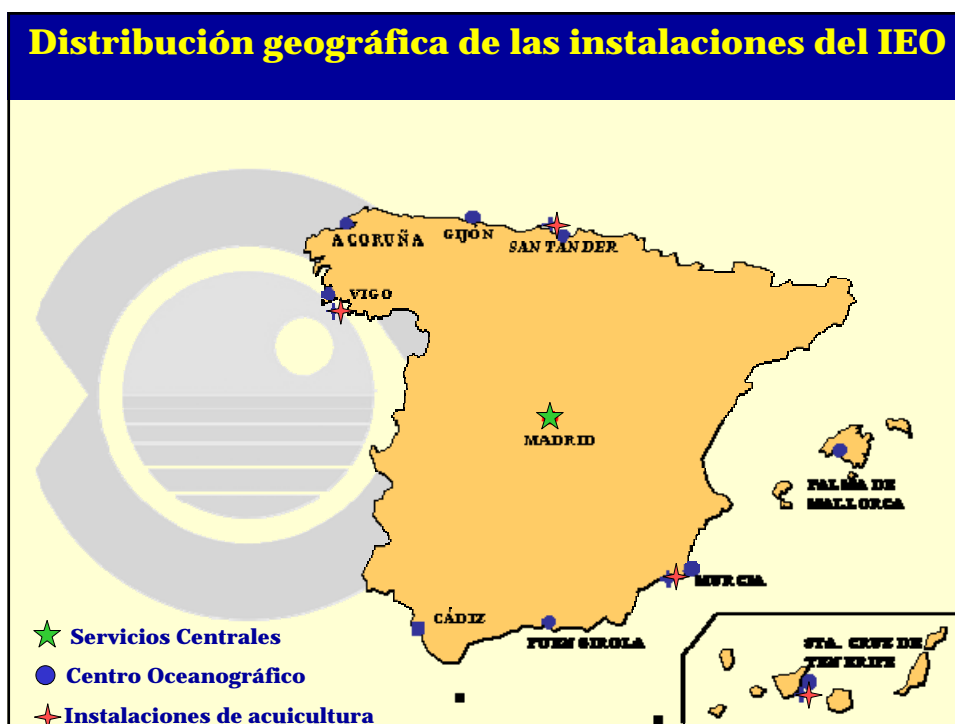 Distribución geográfica de las instalaciones del IEO
A CORUÑA
GIJÓN
SANTANDER
VIGO
MADRID
PALMA DE
MALLORCA
MURCIA
CÁDIZ
FUENGIROLA
STA. CRUZ DE
TENERIFE
Servicios Centrales
Centro Oceanográfico
Instalaciones de acuicultura